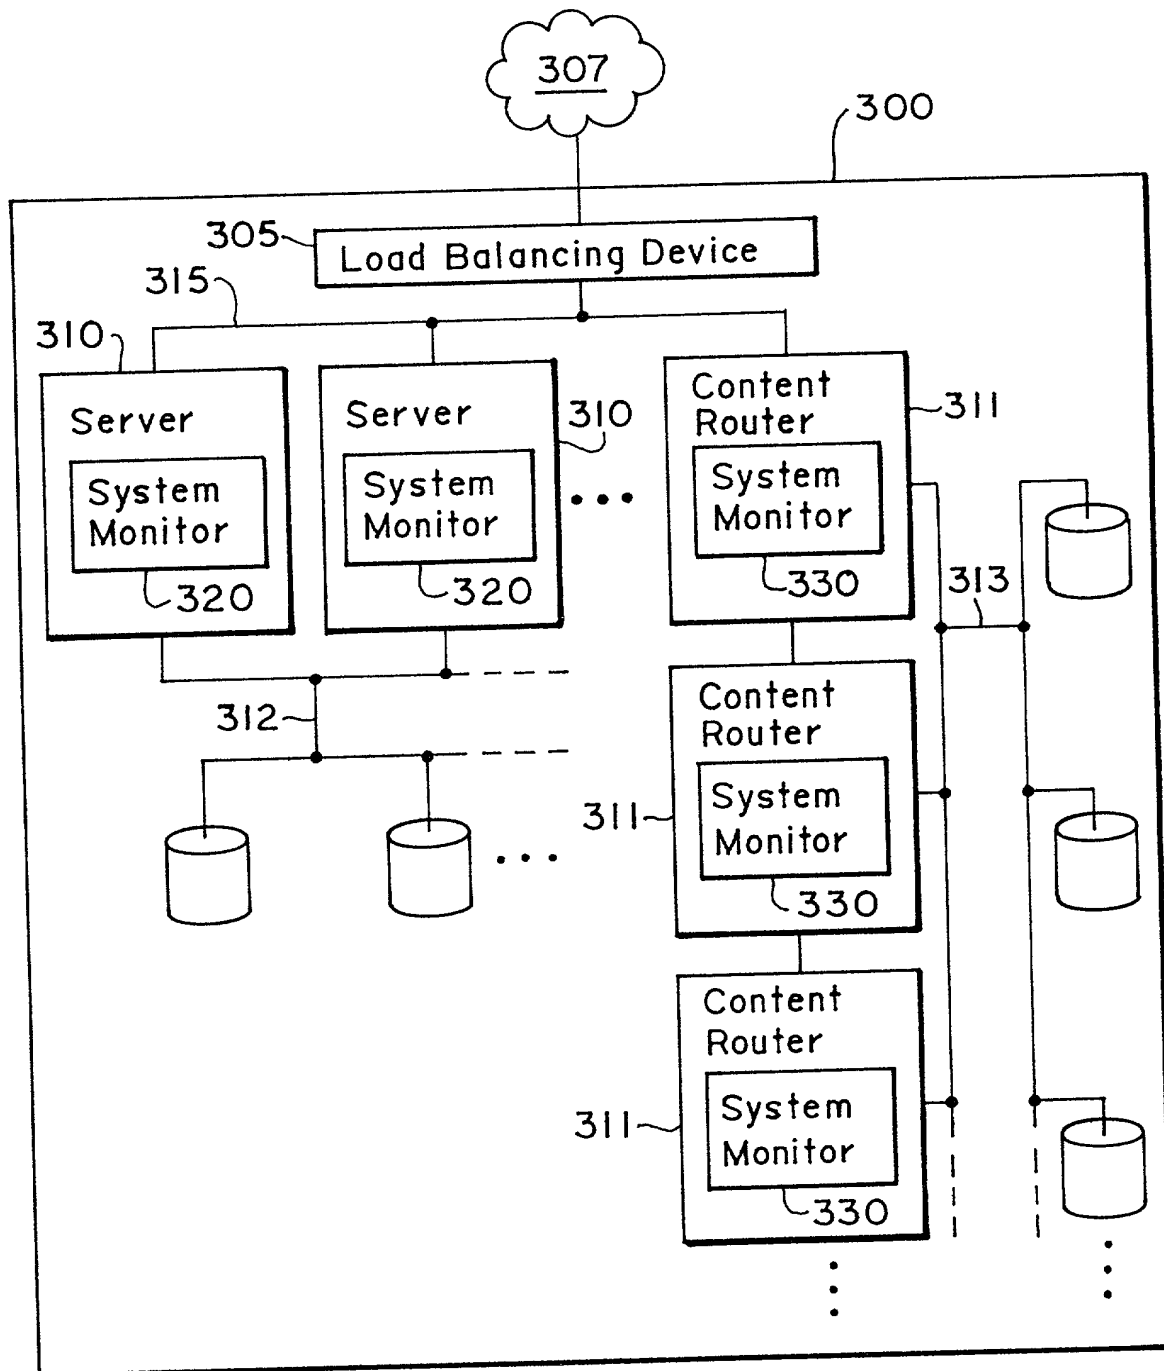 307
300
305
Load Balancing Device
315
310
Server
System
Monitor
320
Server
310
System
Monitor
320
Content
Router
311
System
Monitor
330
313
312
Content
Router
System
Monitor
311
330
Content
Router
System
Monitor
311
330